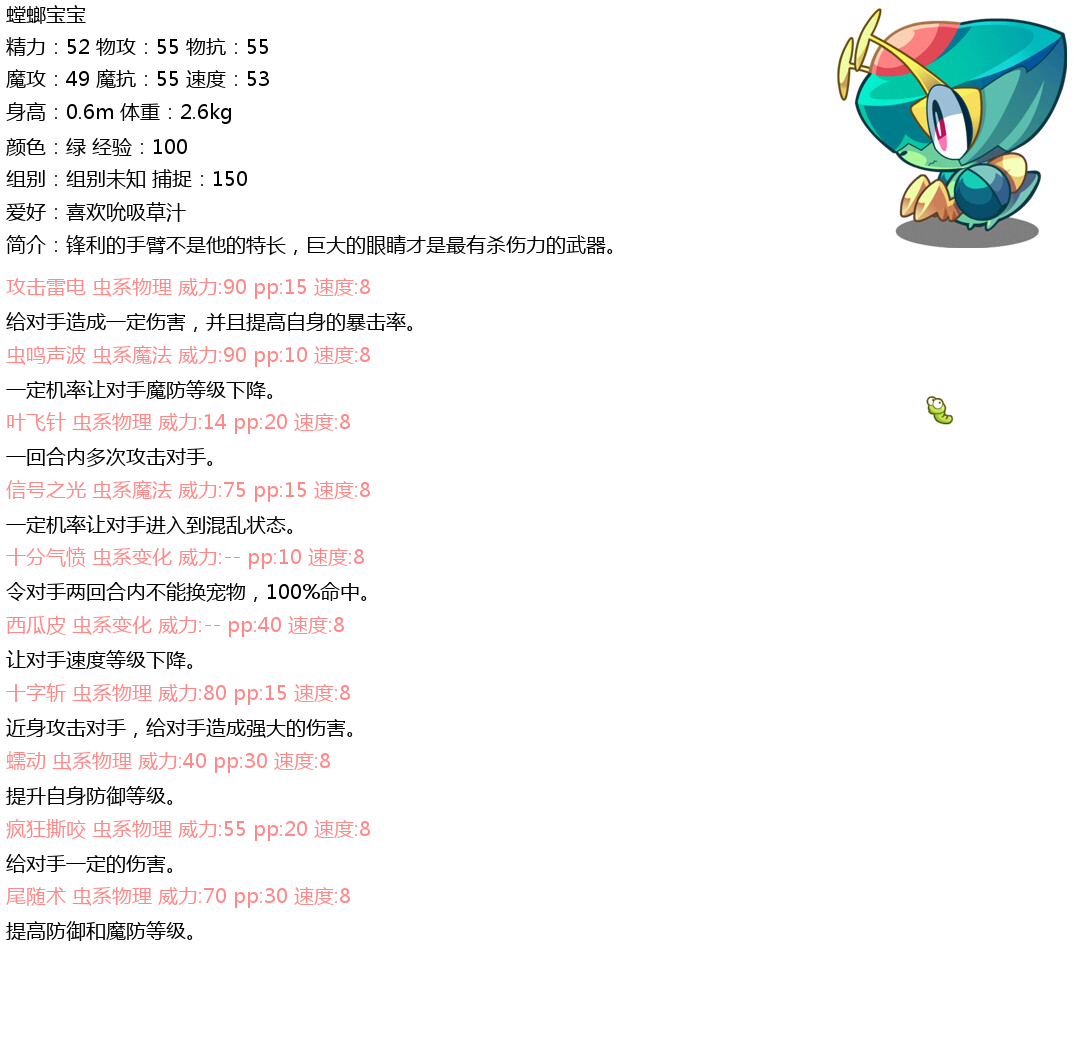 螳螂宝宝
精力：52 物攻：55 物抗：55
魔攻：49 魔抗：55 速度：53
身高：0.6m 体重：2.6kg
颜色：绿 经验：100
组别：组别未知 捕捉：150
爱好：喜欢吮吸草汁
简介：锋利的手臂不是他的特长，巨大的眼睛才是最有杀伤力的武器。
攻击雷电 虫系物理 威力:90 pp:15 速度:8
给对手造成一定伤害，并且提高自身的暴击率。
虫鸣声波 虫系魔法 威力:90 pp:10 速度:8
一定机率让对手魔防等级下降。
叶飞针 虫系物理 威力:14 pp:20 速度:8
一回合内多次攻击对手。
信号之光 虫系魔法 威力:75 pp:15 速度:8
一定机率让对手进入到混乱状态。
十分气愤 虫系变化 威力:-- pp:10 速度:8
令对手两回合内不能换宠物，100%命中。
西瓜皮 虫系变化 威力:-- pp:40 速度:8
让对手速度等级下降。
十字斩 虫系物理 威力:80 pp:15 速度:8
近身攻击对手，给对手造成强大的伤害。
蠕动 虫系物理 威力:40 pp:30 速度:8
提升自身防御等级。
疯狂撕咬 虫系物理 威力:55 pp:20 速度:8
给对手一定的伤害。
尾随术 虫系物理 威力:70 pp:30 速度:8
提高防御和魔防等级。